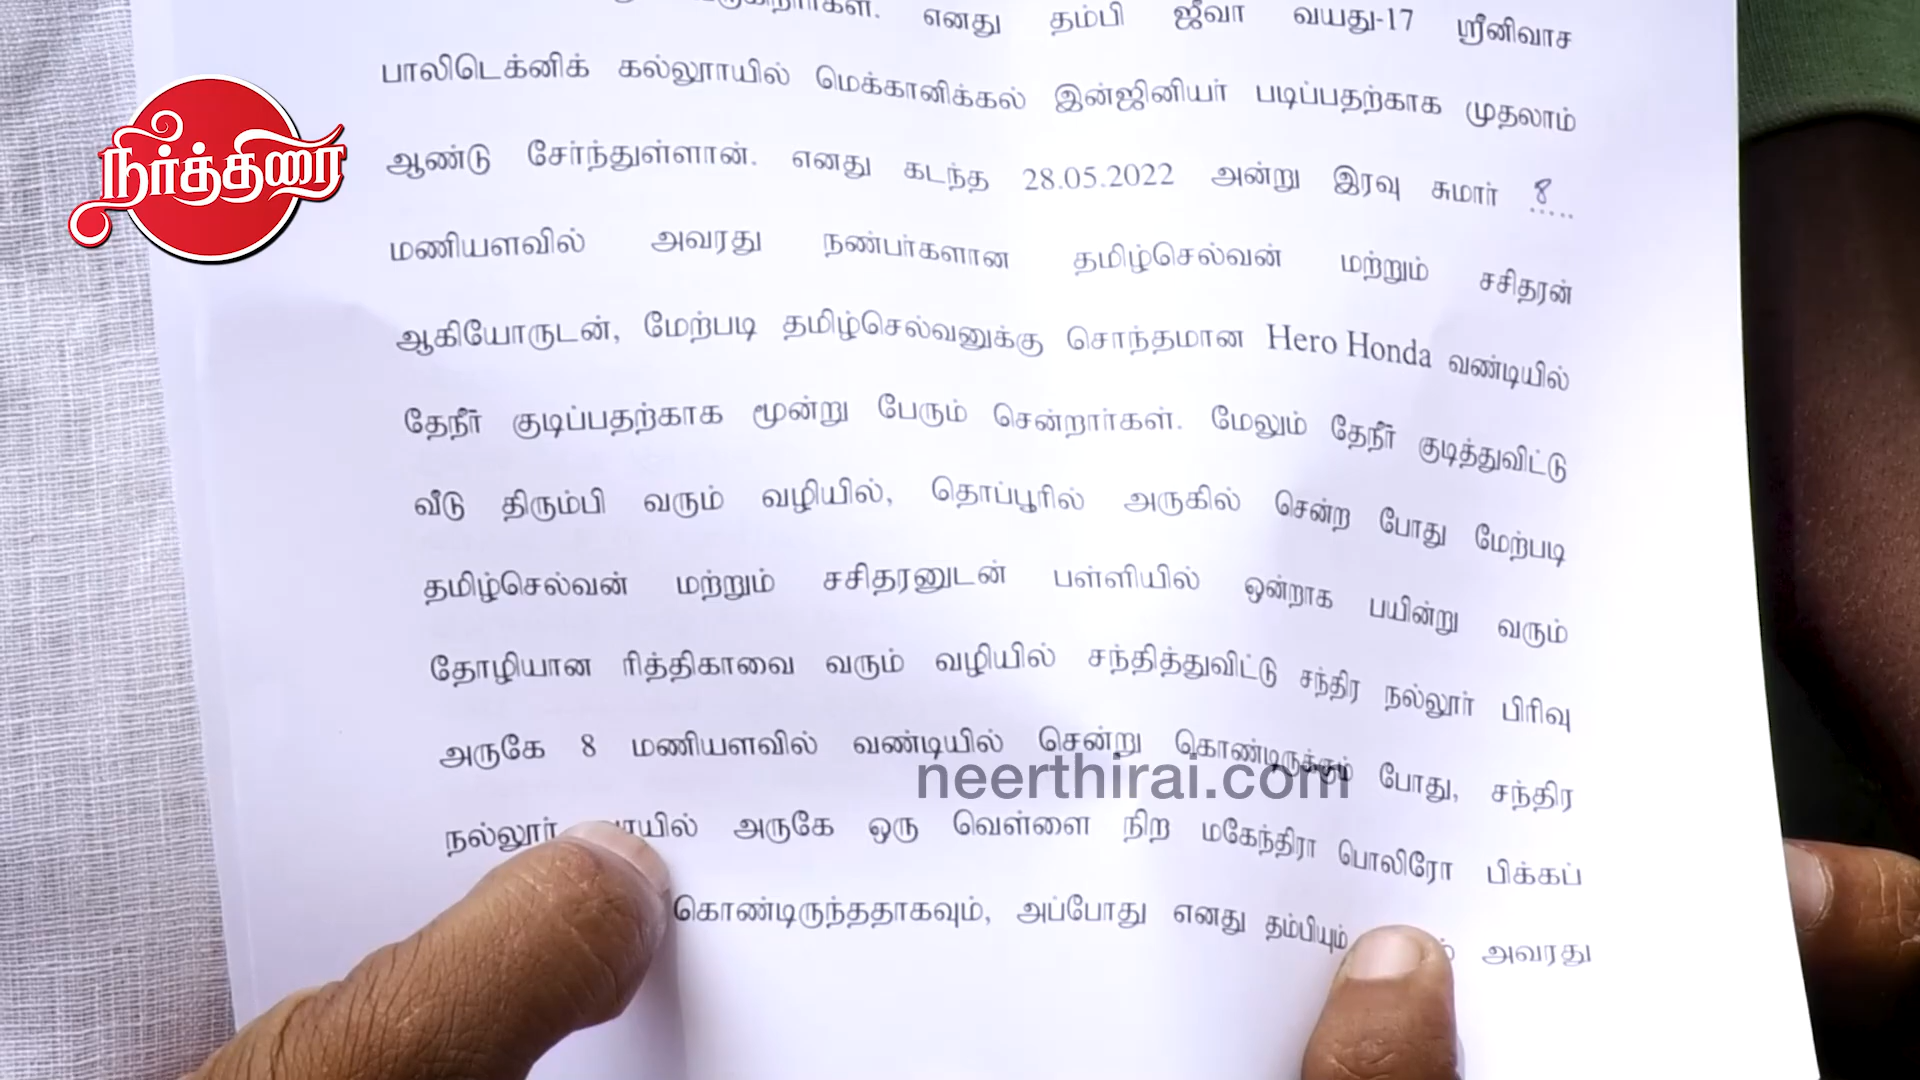 எனது தம்பி ஜீவா வயது-17 ஸ்ரீனிவாச
பாலிடெக்னிக் கல்லூரயில் மெக்கானிக்கல் இன்ஜினியர் படிப்பதற்காக முதலாம்
நீர்த்திரை
ஆண்டு சேர்ந்துள்ளான். எனது கடந்த 28.05.2022 அன்று இரவு சுமார் 8.....
மணியளவில் அவரது நண்பர்களான தமிழ்செல்வன் மற்றும் சசிதரன்
ஆகியோருடன், மேற்படி தமிழ்செல்வனுக்கு சொந்தமான Hero Honda வண்டியில்
தேநீர் குடிப்பதற்காக மூன்று பேரும் சென்றார்கள். மேலும் தேநீர் குடித்துவிட்டு
வீடு திரும்பி வரும் வழியில், தொப்பூரில் அருகில் சென்ற போது மேற்படி
தமிழ்செல்வன் மற்றும் சசிதரனுடன் பள்ளியில் ஒன்றாக பயின்று வரும்
தோழியான ரித்திகாவை வரும் வழியில் சந்தித்துவிட்டு சந்திர நல்லூர் பிரிவு
அருகே 8 மணியளவில் வண்டியில் சென்று கொண்டிருக்கும் போது, சந்திர
neerthirai.com
நல்லூர் அருகே ஒரு வெள்ளை நிற மகேந்திரா பொலிரோ பிக்கப்
கொண்டிருந்ததாகவும், அப்போது எனது தம்பியும் அவரது